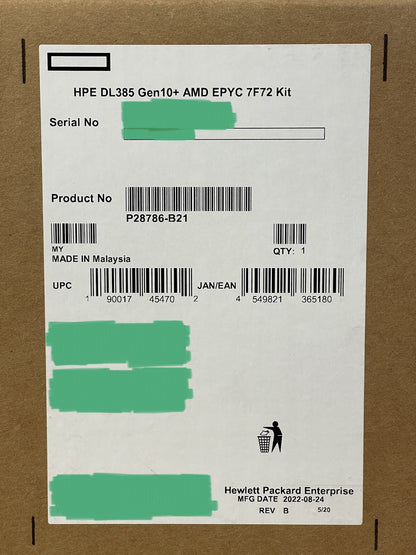 HPE DL385 Gen10+ AMD EPYC 7F72 Kit
Serial No
Product No
P28786-B21
MY
QTY: 1
MADE IN Malaysia
UPC 1 90017 45470 2 JAN/EAN 4 549821 365180
Hewlett Packard Enterprise
MFG DATE 2022-08-24
REV B 5/20